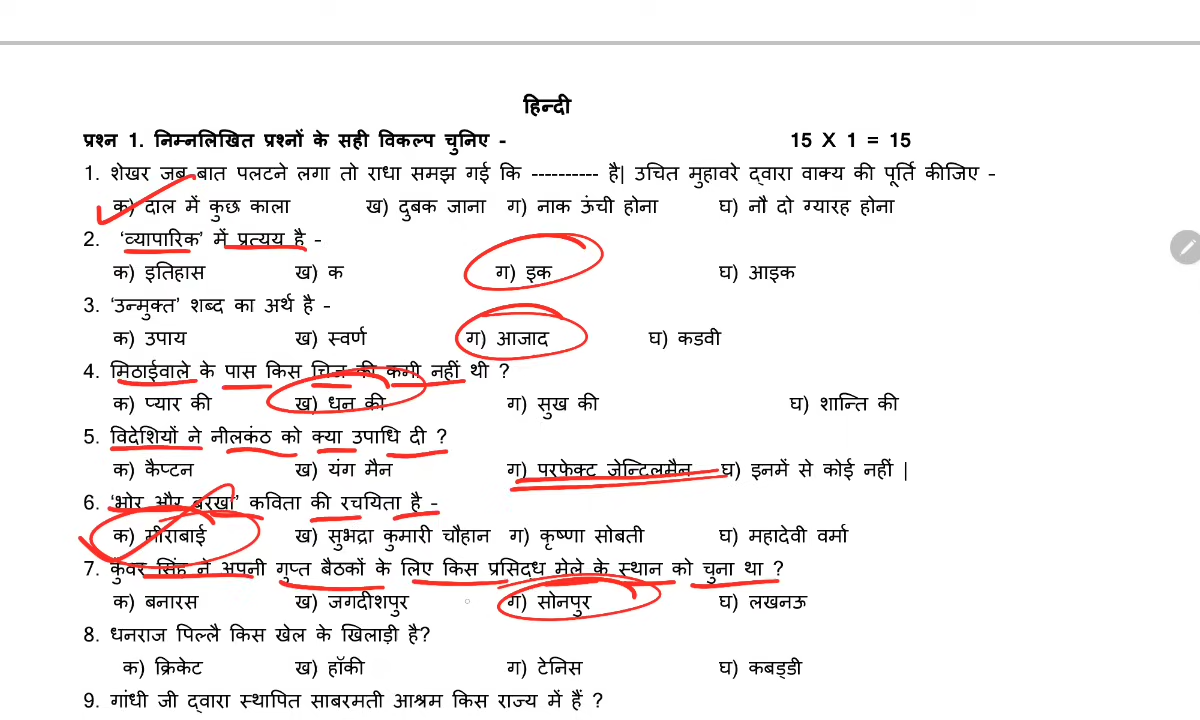 हिन्दी
प्रश्न 1. निम्नलिखित प्रश्नों के सही विकल्प चुनिए - 15 X 1 = 15
1. शेखर जब बात पलटने लगा तो राधा समझ गई कि ---------- है| उचित मुहावरे द्वारा वाक्य की पूर्ति कीजिए -
क) दाल में कुछ काला ख) दुबक जाना ग) नाक ऊंची होना घ) नौ दो ग्यारह होना
2. ‘व्यापारिक’ में प्रत्यय है -
क) इतिहास ख) क ग) इक घ) आइक
3. ‘उन्मुक्त’ शब्द का अर्थ है -
क) उपाय ख) स्वर्ण ग) आजाद घ) कडवी
4. मिठाईवाले के पास किस चिज की कमी नहीं थी ?
क) प्यार की ख) धन की ग) सुख की घ) शान्ति की
5. विदेशियों ने नीलकंठ को क्या उपाधि दी ?
क) कैप्टन ख) यंग मैन ग) परफेक्ट जेन्टिलमैन घ) इनमें से कोई नहीं |
6. ‘भोर और बरखा’ कविता की रचयिता है -
क) मीराबाई ख) सुभद्रा कुमारी चौहान ग) कृष्णा सोबती घ) महादेवी वर्मा
7. कुंवर सिंह ने अपनी गुप्त बैठकों के लिए किस प्रसिद्ध मेले के स्थान को चुना था ?
क) बनारस ख) जगदीशपुर ग) सोनपुर घ) लखनऊ
8. धनराज पिल्लै किस खेल के खिलाड़ी है?
क) क्रिकेट ख) हॉकी ग) टेनिस घ) कबड्डी
9. गांधी जी द्वारा स्थापित साबरमती आश्रम किस राज्य में हैं ?